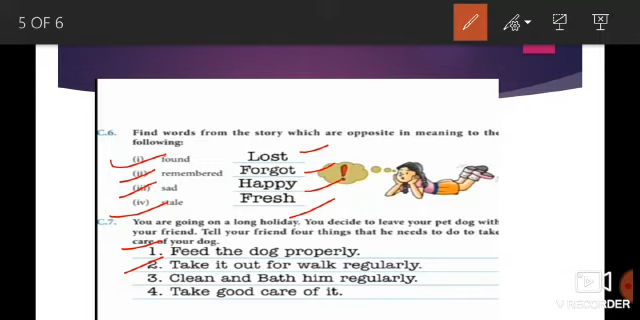 5 OF 6
C.6. Find words from the story which are opposite in meaning to the
following:
(i) found Lost
(ii) remembered Forgot
(iii) sad Happy
(iv) stale Fresh
C.7. You are going on a long holiday. You decide to leave your pet dog with
your friend. Tell your friend four things that he needs to do to take
care of your dog.
1. Feed the dog properly.
2. Take it out for walk regularly.
3. Clean and Bath him regularly.
4. Take good care of it.
V RECORDER